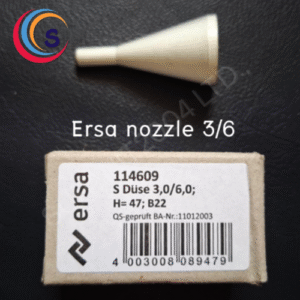 Ersa nozzle 3/6
ersa
114609
S Düse 3,0/6,0;
H= 47; B22
QS-geprüft BA-Nr.:11012003
4 003008 089479